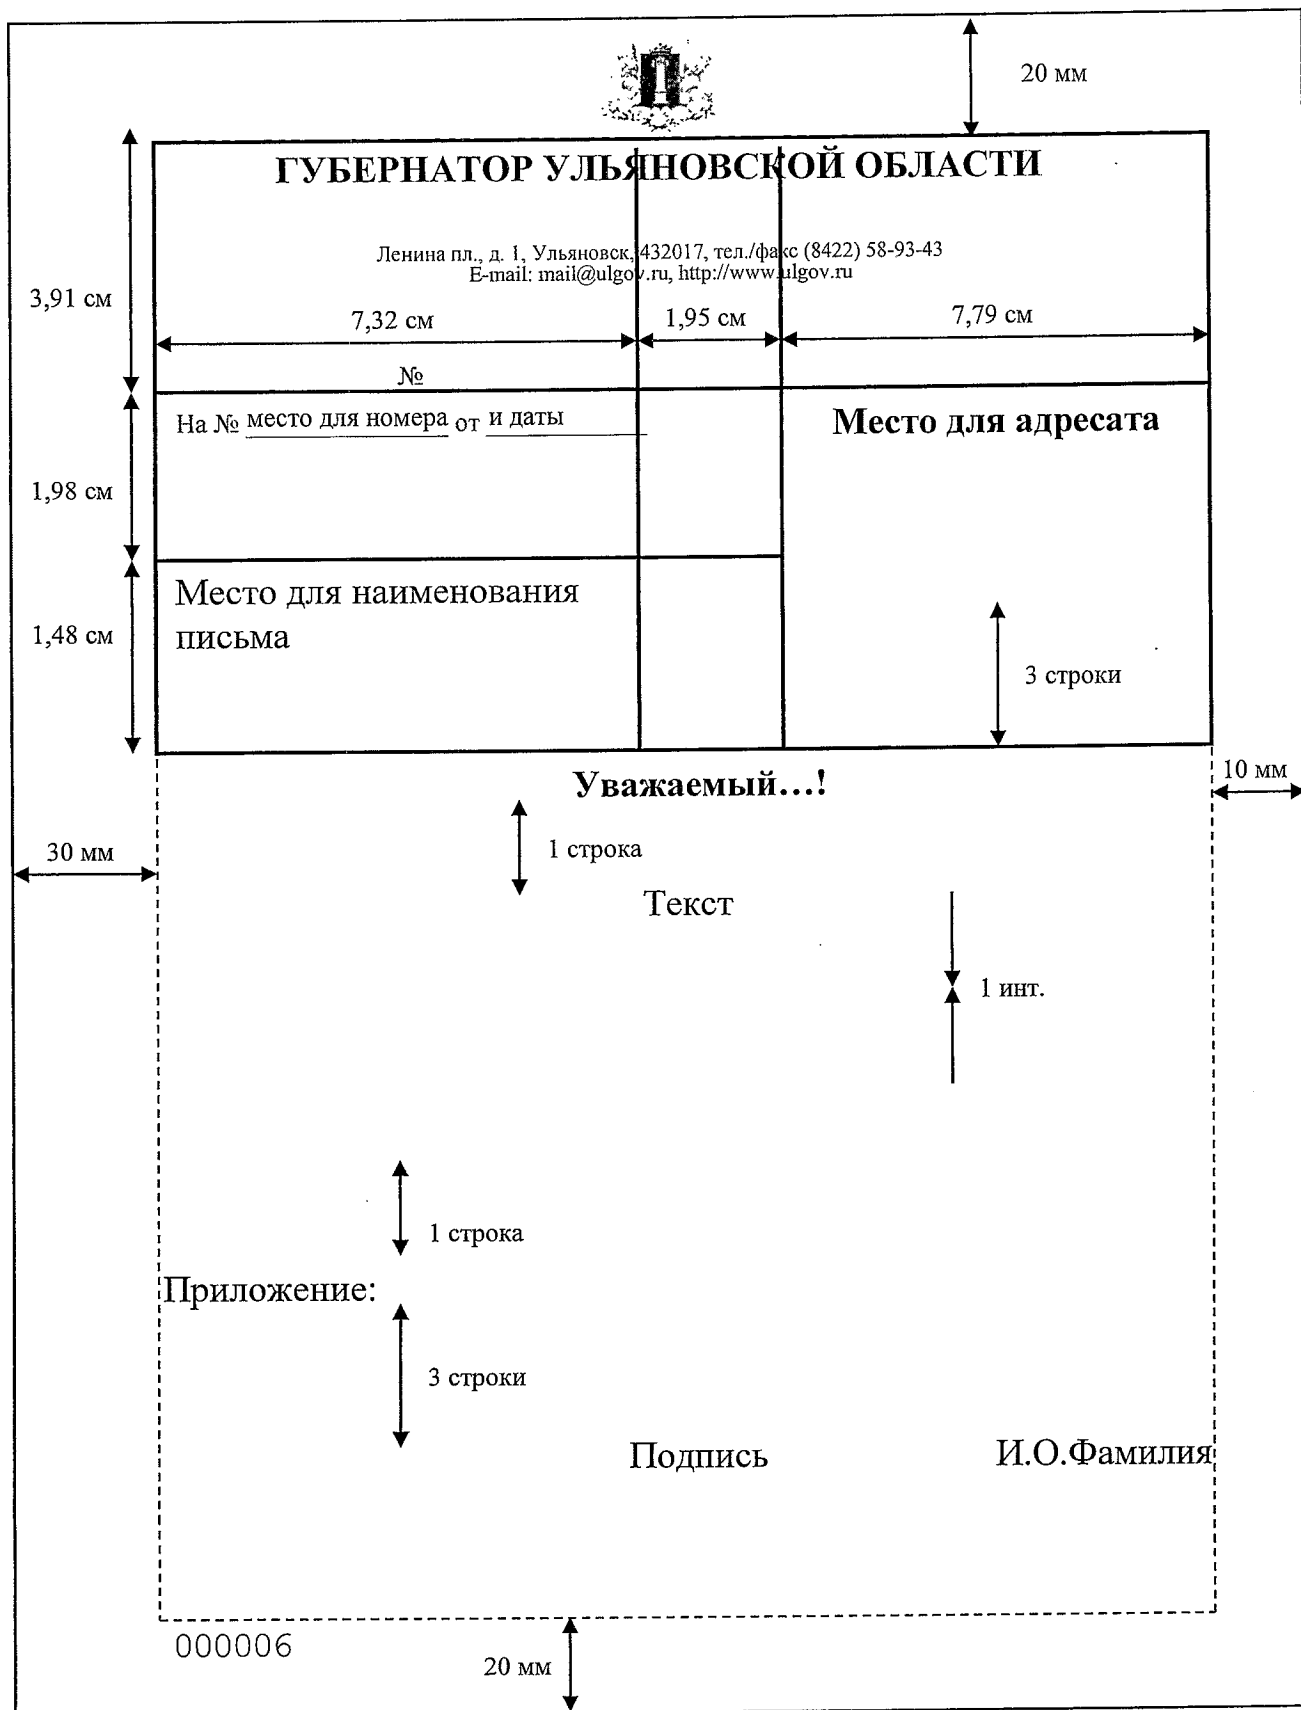 20 мм
ГУБЕРНАТОР УЛЬЯНОВСКОЙ ОБЛАСТИ
Ленина пл., д. 1, Ульяновск, 432017, тел./факс (8422) 58-93-43
E-mail: mail@ulgov.ru, http://www.ulgov.ru
3,91 см
7,32 см
1,95 см
7,79 см
№
На № место для номера от и даты
Место для адресата
1,98 см
Место для наименования
письма
1,48 см
3 строки
Уважаемый...!
10 мм
1 строка
30 мм
Текст
1 инт.
1 строка
Приложение:
3 строки
Подпись И.О.Фамилия
000006
20 мм